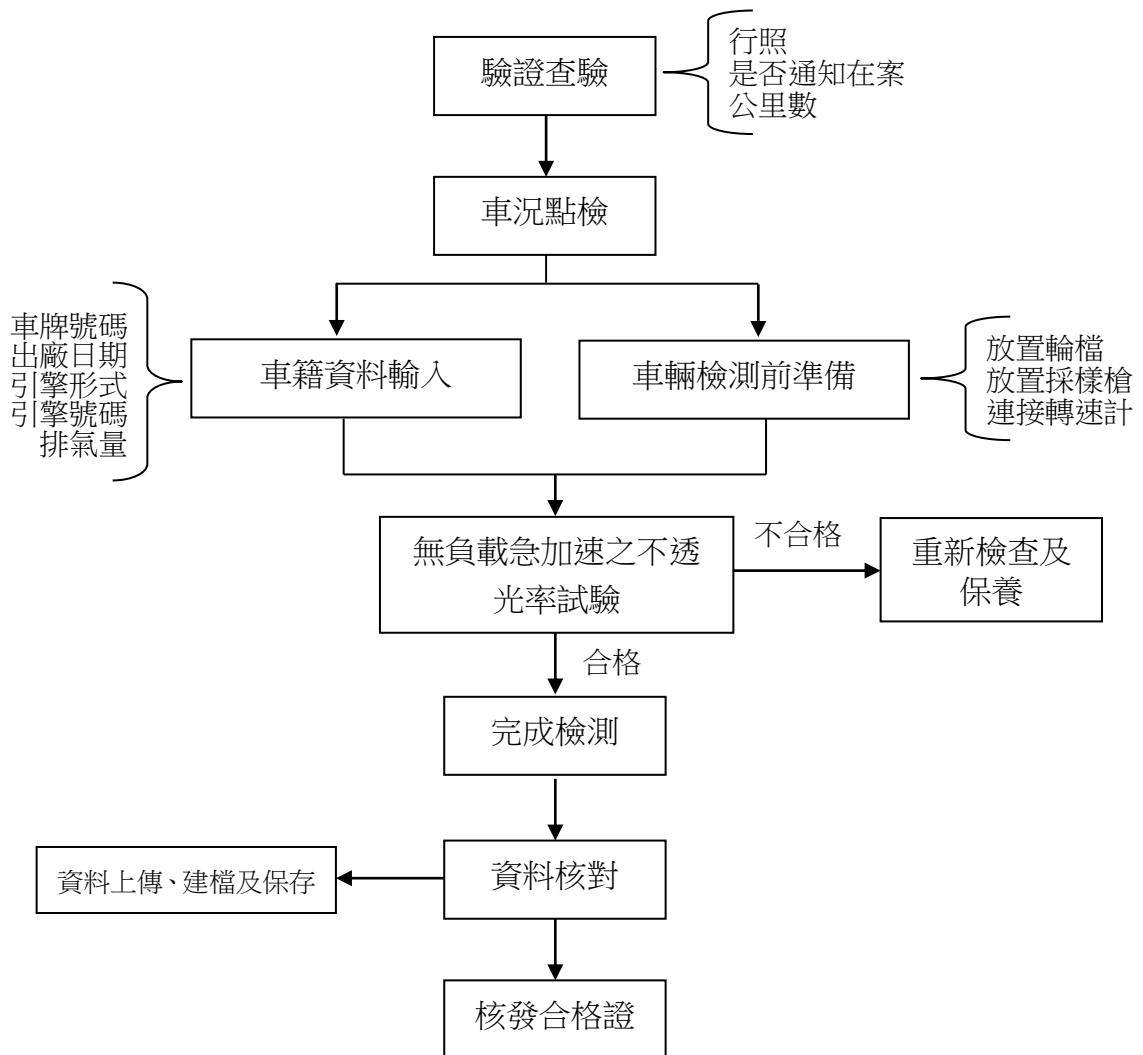 驗證查驗
行照
是否通知在案
公里數
車況點檢
車牌號碼
出廠日期
引擎形式
引擎號碼
排氣量
車籍資料輸入
車輛檢測前準備
放置輪檔
放置採樣槍
連接轉速計
無負載急加速之不透
光率試驗
不合格
重新檢查及
保養
合格
完成檢測
資料核對
資料上傳、建檔及保存
核發合格證